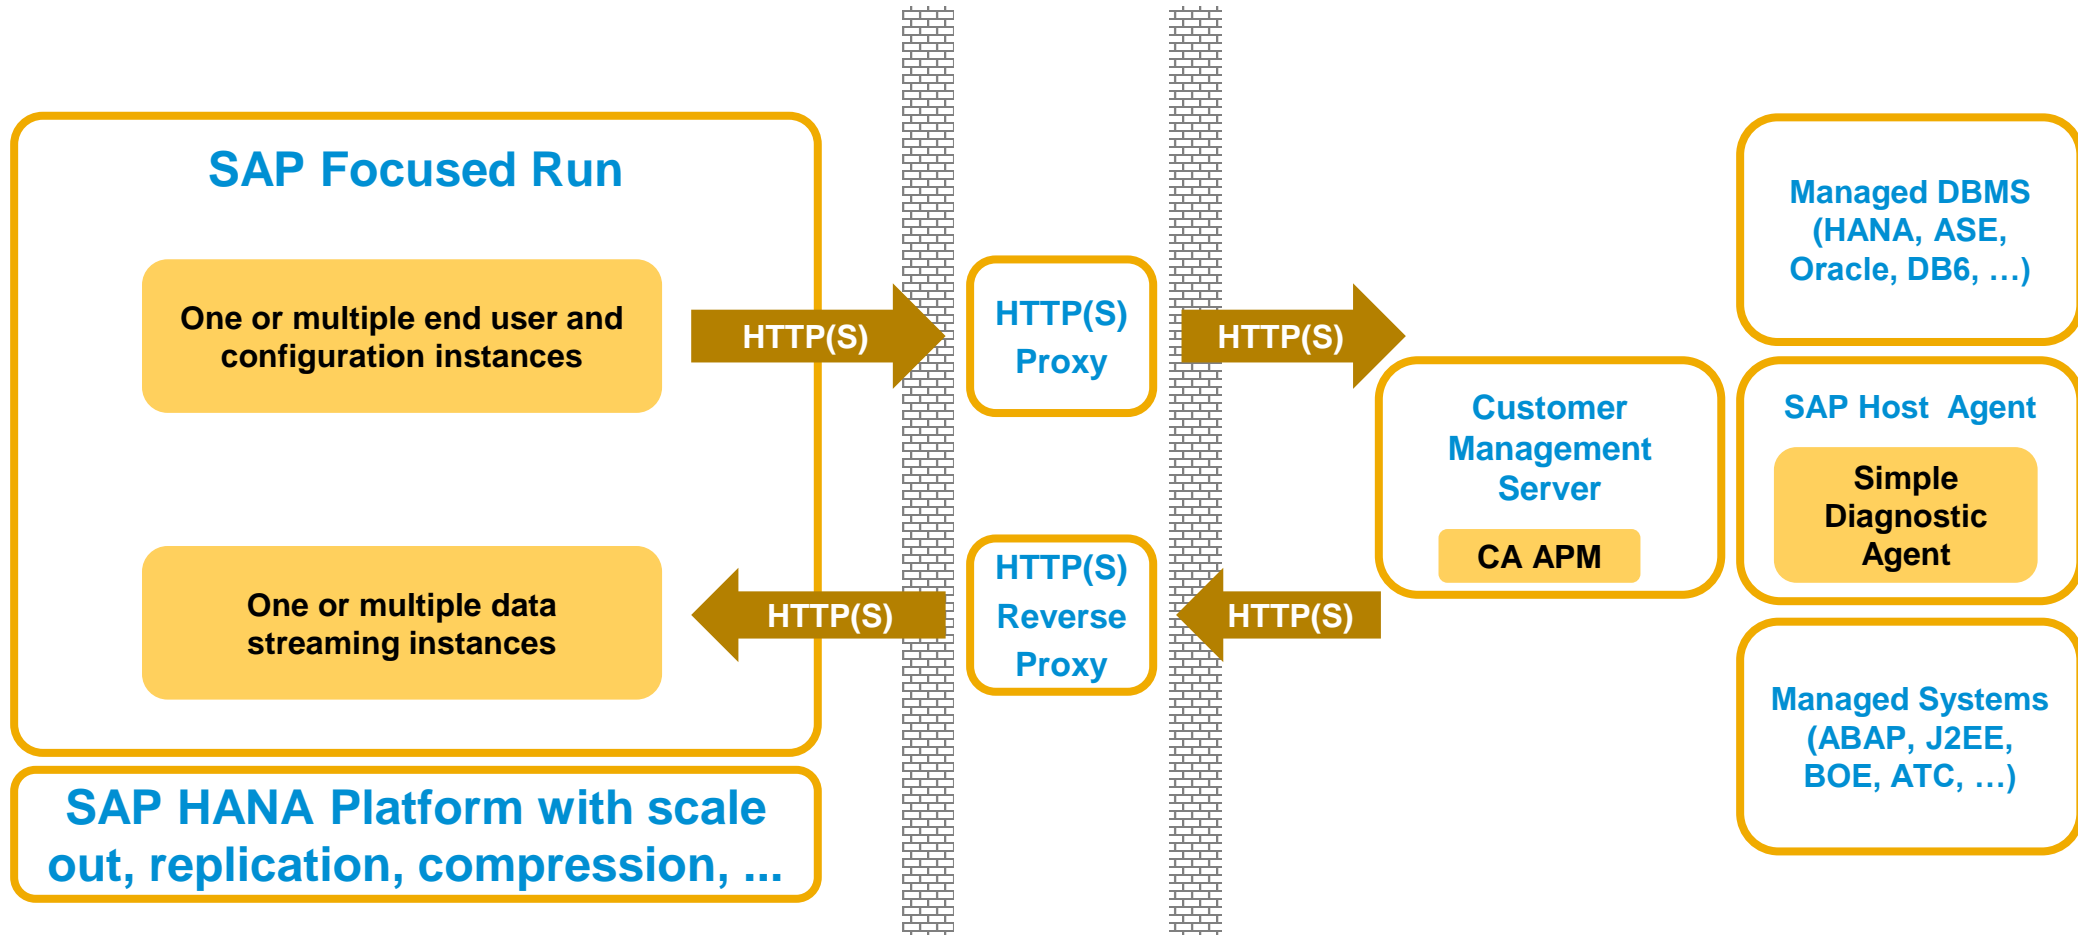 SAP Focused Run
One or multiple end user and
configuration instances
One or multiple data
streaming instances
SAP HANA Platform with scale
out, replication, compression, ...
HTTP(S)
HTTP(S)
HTTP(S)
Proxy
HTTP(S)
Reverse
Proxy
HTTP(S)
HTTP(S)
Customer
Management
Server
CA APM
Managed DBMS
(HANA, ASE,
Oracle, DB6, …)
SAP Host  Agent
Simple
Diagnostic
Agent
Managed Systems
(ABAP, J2EE,
BOE, ATC, …)